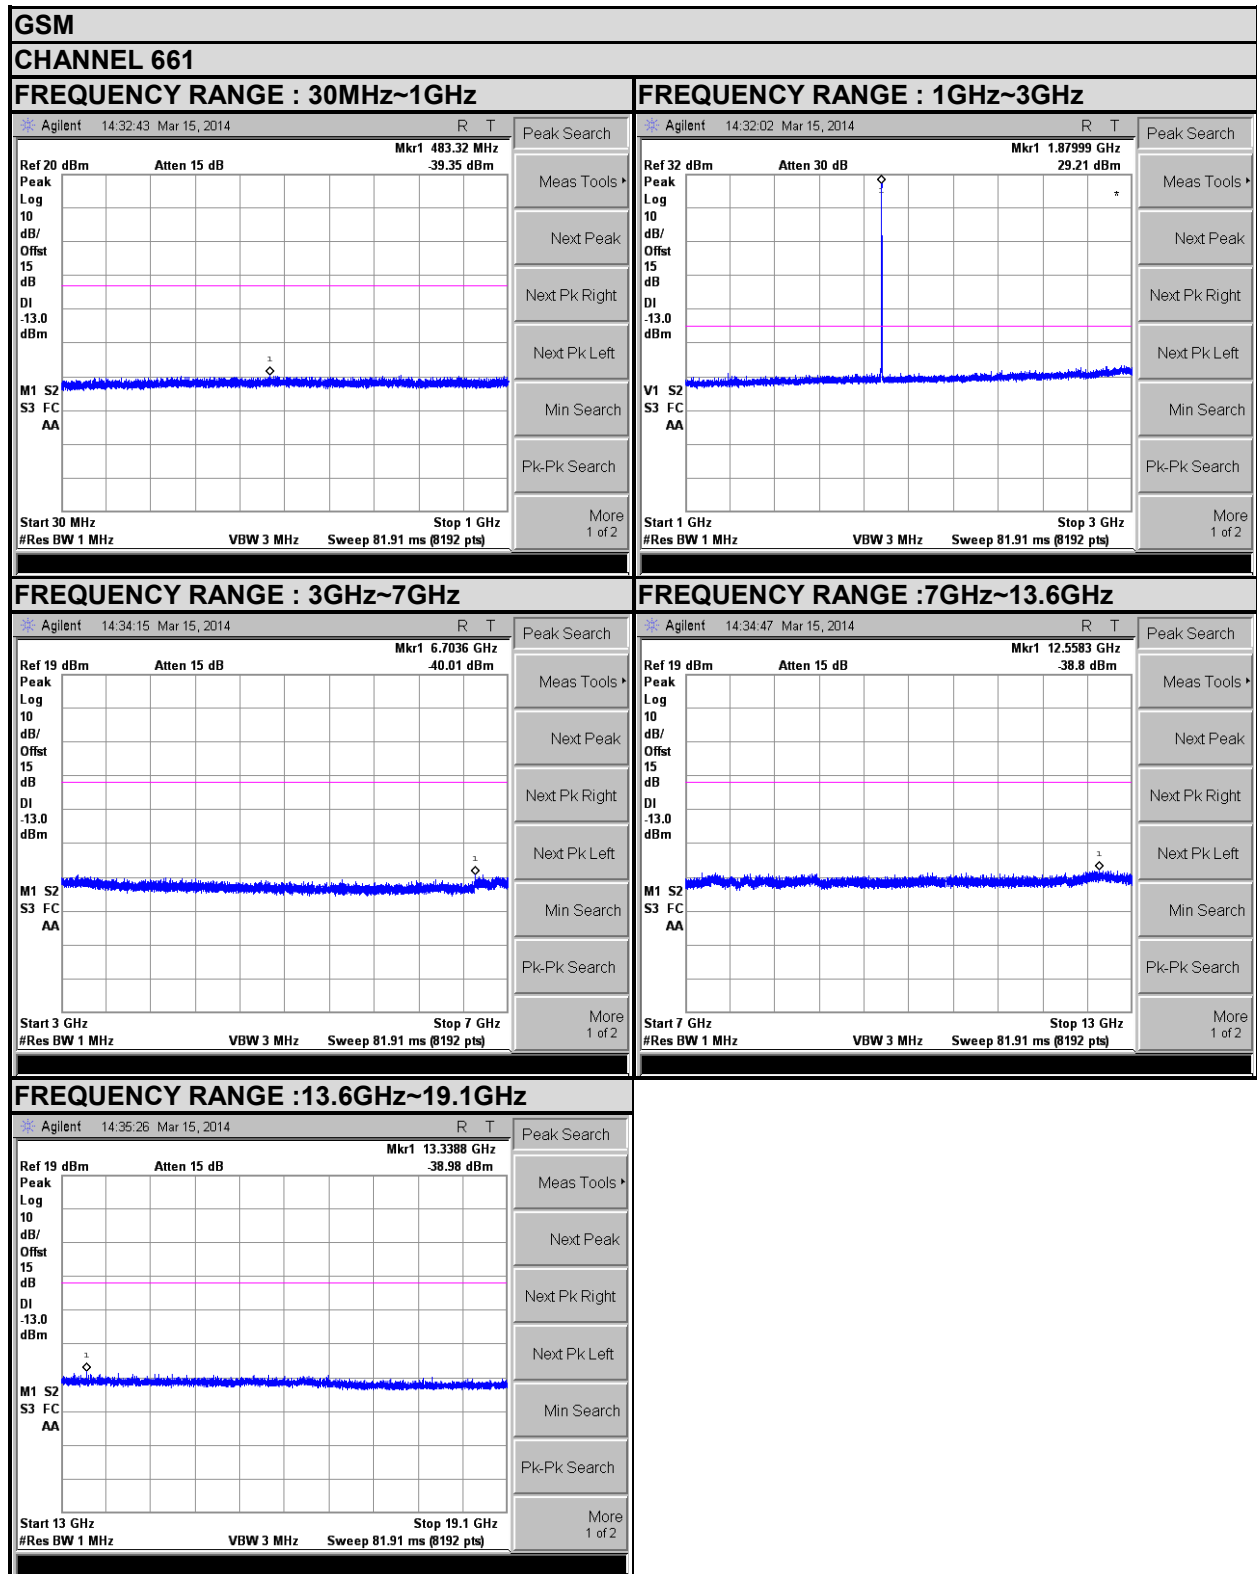 GSM
CHANNEL 661
FREQUENCY RANGE : 30MHz~1GHz
Agilent 14:32:43 Mar 15, 2014 R T
Mkr1 483.32 MHz
Ref 20 dBm Atten 15 dB -39.35 dBm
Peak
Log
10
dB/
Offst
15
dB
DI
-13.0
dBm
1
M1 S2
S3 FC
AA
Start 30 MHz Stop 1 GHz
#Res BW 1 MHz VBW 3 MHz Sweep 81.91 ms (8192 pts)
Peak Search
Meas Tools
Next Peak
Next Pk Right
Next Pk Left
Min Search
Pk-Pk Search
More
1 of 2
FREQUENCY RANGE : 1GHz~3GHz
Agilent 14:32:02 Mar 15, 2014 R T
Mkr1 1.87999 GHz
Ref 32 dBm Atten 30 dB 29.21 dBm
Peak
Log
10
dB/
Offst
15
dB
DI
-13.0
dBm
1
*
V1 S2
S3 FC
AA
Start 1 GHz Stop 3 GHz
#Res BW 1 MHz VBW 3 MHz Sweep 81.91 ms (8192 pts)
Peak Search
Meas Tools
Next Peak
Next Pk Right
Next Pk Left
Min Search
Pk-Pk Search
More
1 of 2
FREQUENCY RANGE : 3GHz~7GHz
Agilent 14:34:15 Mar 15, 2014 R T
Mkr1 6.7036 GHz
Ref 19 dBm Atten 15 dB -40.01 dBm
Peak
Log
10
dB/
Offst
15
dB
DI
-13.0
dBm
1
M1 S2
S3 FC
AA
Start 3 GHz Stop 7 GHz
#Res BW 1 MHz VBW 3 MHz Sweep 81.91 ms (8192 pts)
Peak Search
Meas Tools
Next Peak
Next Pk Right
Next Pk Left
Min Search
Pk-Pk Search
More
1 of 2
FREQUENCY RANGE :7GHz~13.6GHz
Agilent 14:34:47 Mar 15, 2014 R T
Mkr1 12.5583 GHz
Ref 19 dBm Atten 15 dB -38.8 dBm
Peak
Log
10
dB/
Offst
15
dB
DI
-13.0
dBm
1
M1 S2
S3 FC
AA
Start 7 GHz Stop 13 GHz
#Res BW 1 MHz VBW 3 MHz Sweep 81.91 ms (8192 pts)
Peak Search
Meas Tools
Next Peak
Next Pk Right
Next Pk Left
Min Search
Pk-Pk Search
More
1 of 2
FREQUENCY RANGE :13.6GHz~19.1GHz
Agilent 14:35:26 Mar 15, 2014 R T
Mkr1 13.3388 GHz
Ref 19 dBm Atten 15 dB -38.98 dBm
Peak
Log
10
dB/
Offst
15
dB
DI
-13.0
dBm
1
M1 S2
S3 FC
AA
Start 13 GHz Stop 19.1 GHz
#Res BW 1 MHz VBW 3 MHz Sweep 81.91 ms (8192 pts)
Peak Search
Meas Tools
Next Peak
Next Pk Right
Next Pk Left
Min Search
Pk-Pk Search
More
1 of 2